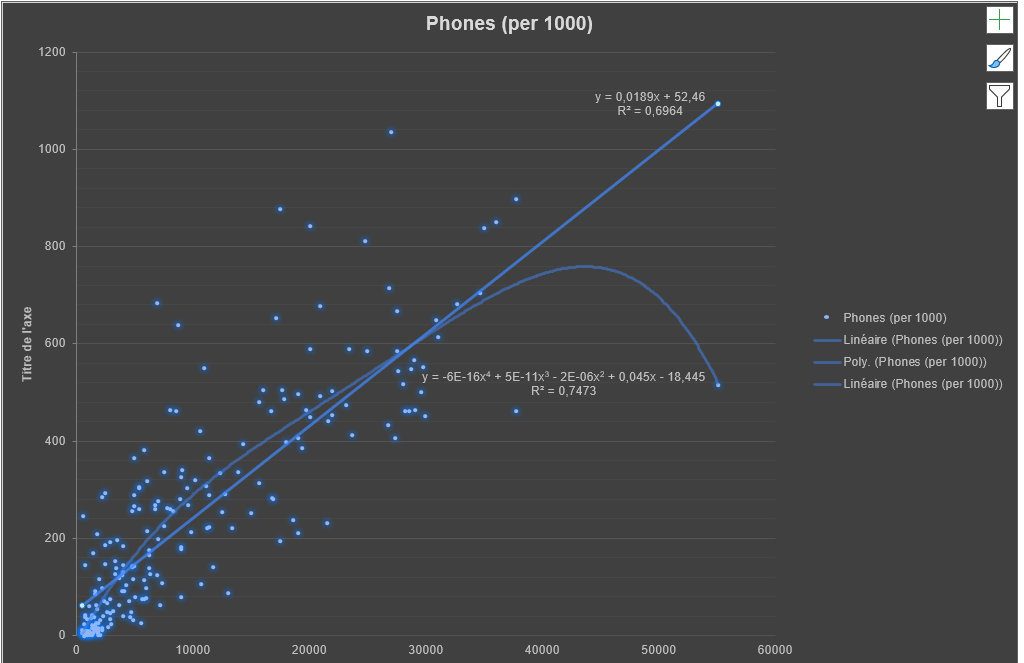 Phones (per 1000)
1200
1000
800
600
400
200
0
Titre de l'axe
0
10000
20000
30000
40000
50000
60000
y = 0,0189x + 52,46
R² = 0,6964
y = -6E-16x⁴ + 5E-11x³ - 2E-06x² + 0,045x - 18,445
R² = 0,7473
Phones (per 1000)
Linéaire (Phones (per 1000))
Poly. (Phones (per 1000))
Linéaire (Phones (per 1000))